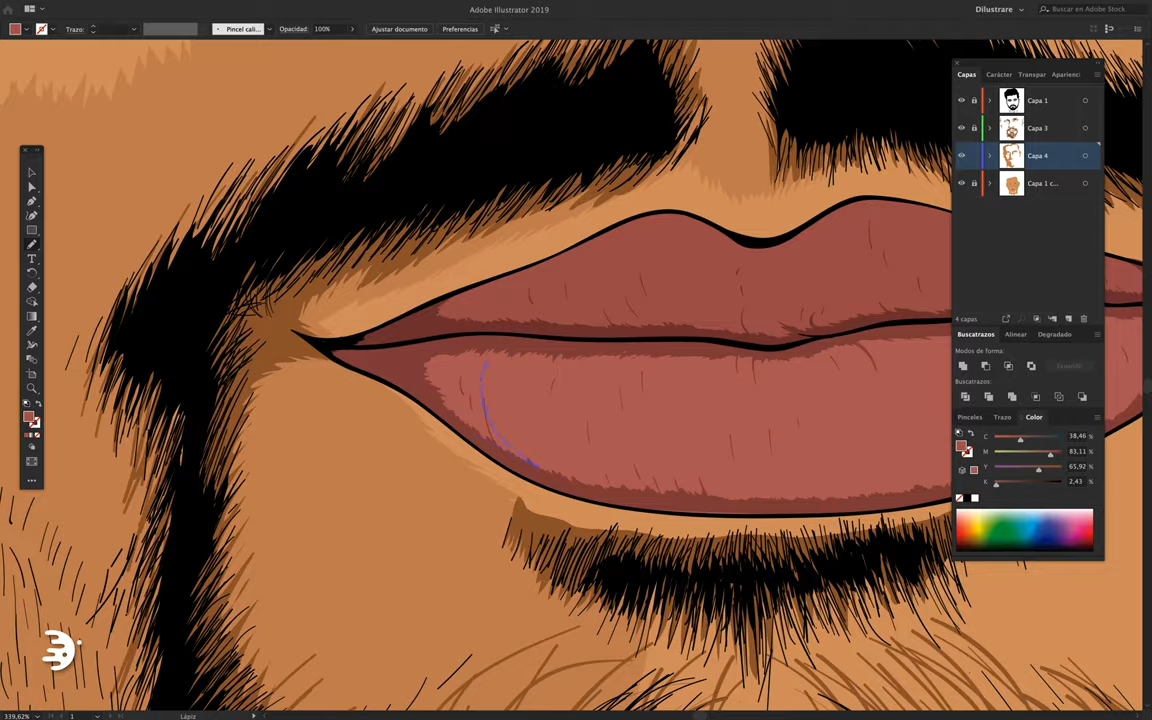 Adobe Illustrator 2019
Dilustrare
Buscar en Adobe Stock
Trazo:
Pincel cali...
Opacidad:
100%
Ajustar documento
Preferencias
Capas
Carácter
Transpar
Aparienci
Capa 1
Capa 3
Capa 4
Capa 1 c...
4 capas
Buscatrazos
Alinear
Degradado
Modos de forma:
Buscatrazos:
Pinceles
Trazo
Color
C
38,46
%
M
83,11
%
Y
65,92
%
K
2,43
%
339,62%
1
Lápiz